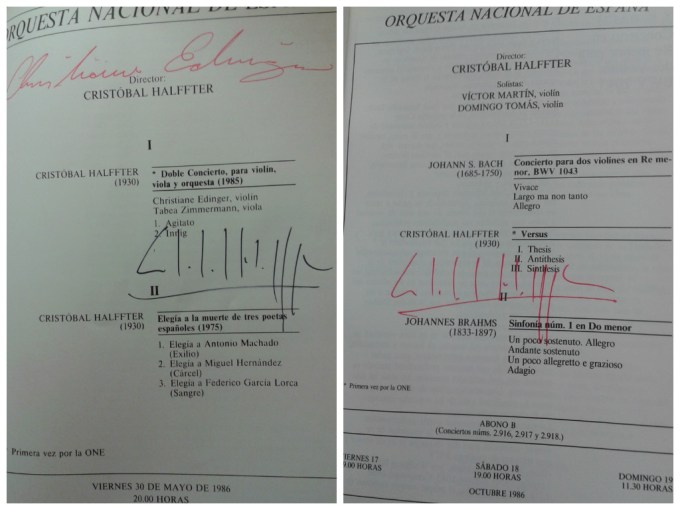 ORQUESTA NACIONAL DE
Christiane Edinger
Director:
CRISTÓBAL HALFFTER
I
CRISTÓBAL HALFFTER
(1930)
* Doble Concierto, para violín,
viola y orquesta (1985)
Christiane Edinger, violín
Tabea Zimmermann, viola
1. Agitato
2.
II
CRISTÓBAL HALFFTER
(1930)
Elegía a la muerte de tres poetas
españoles (1975)
1. Elegía a Antonio Machado
(Exilio)
2. Elegía a Miguel Hernández
(Cárcel)
3. Elegía a Federico García Lorca
(Sangre)
Primera vez por la ONE
VIERNES 30 DE MAYO DE 1986
20.00 HORAS
ORQUESTA NACIONAL DE ESPAÑA
Director:
CRISTÓBAL HALFFTER
Solistas:
VÍCTOR MARTÍN, violín
DOMINGO TOMÁS, violín
I
JOHANN S. BACH
(1685-1750)
Concierto para dos violines en Re me-
nor, BWV 1043
Vivace
Largo ma non tanto
Allegro
CRISTÓBAL HALFFTER
(1930)
* Versus
I. Thesis
II. Antithesis
III. Sinthesis
II
JOHANNES BRAHMS
(1833-1897)
Sinfonía núm. 1 en Do menor
Un poco sostenuto. Allegro
Andante sostenuto
Un poco allegretto e grazioso
Adagio
* Primera vez por la ONE
ABONO B
(Conciertos núms. 2.916, 2.917 y 2.918.)
IERNES 17
9.00 HORAS
SÁBADO 18
19.00 HORAS
DOMINGO 19
11.30 HORAS
OCTUBRE 1986